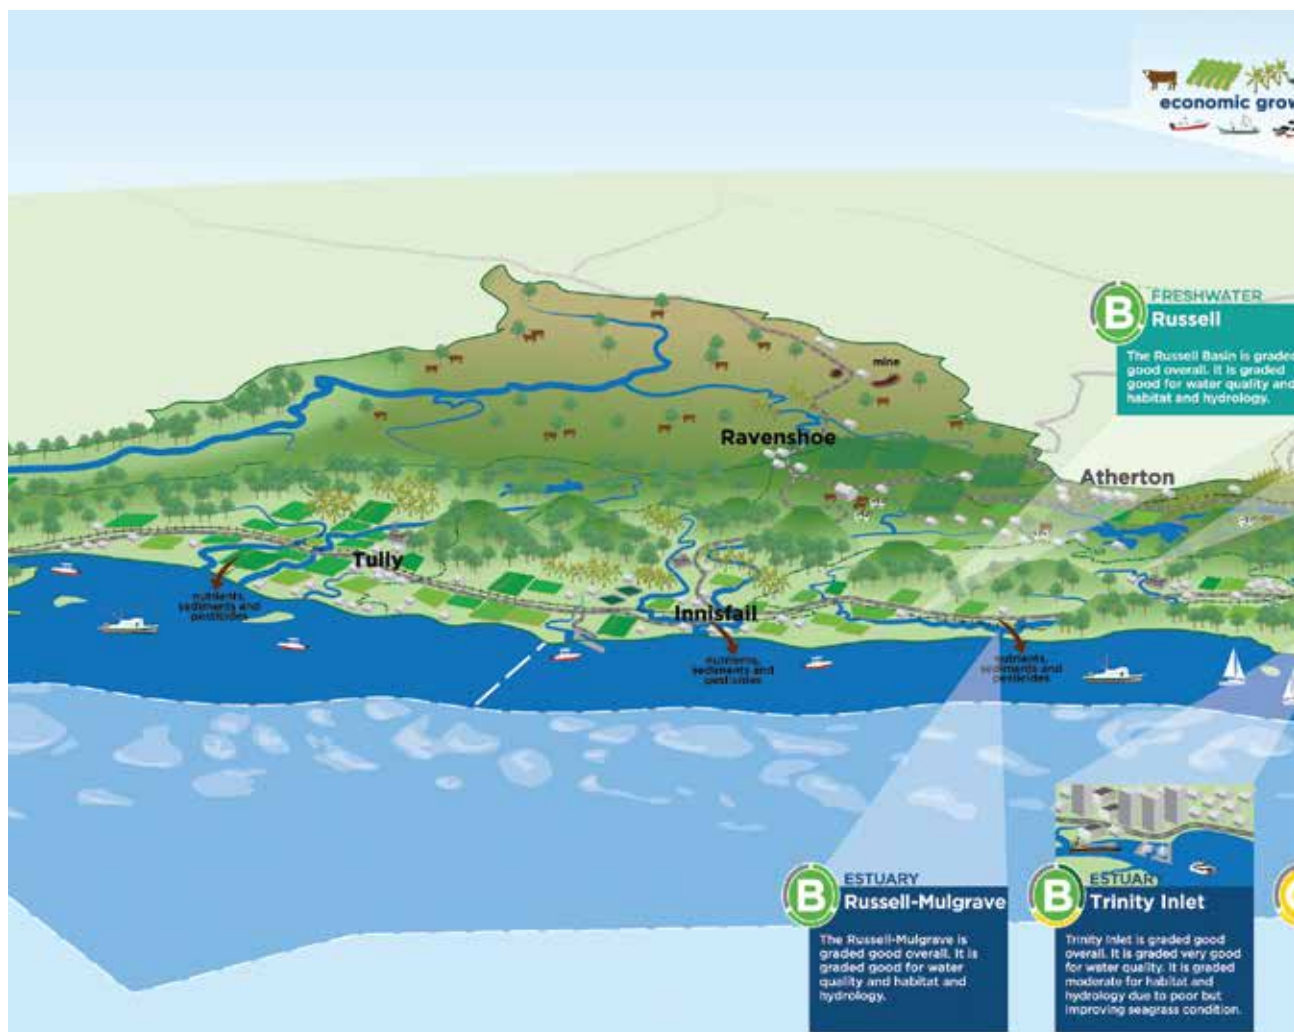 economic grow
FRESHWATER
Russell
The Russell Basin is graded
good overall. It is graded
good for water quality and
habitat and hydrology.
mine
Ravenshoe
Atherton
Tully
nutrients,
sediments and
pesticides
Innisfail
nutrients,
sediments and
pesticides
nutrients,
sediments and
pesticides
B
B
ESTUARY
Russell-Mulgrave
The Russell-Mulgrave is
graded good overall. It is
graded good for water
quality and habitat and
hydrology.
B
ESTUARY
Trinity Inlet
Trinity Inlet is graded good
overall. It is graded very good
for water quality. It is graded
moderate for habitat and
hydrology due to poor but
improving seagrass condition.